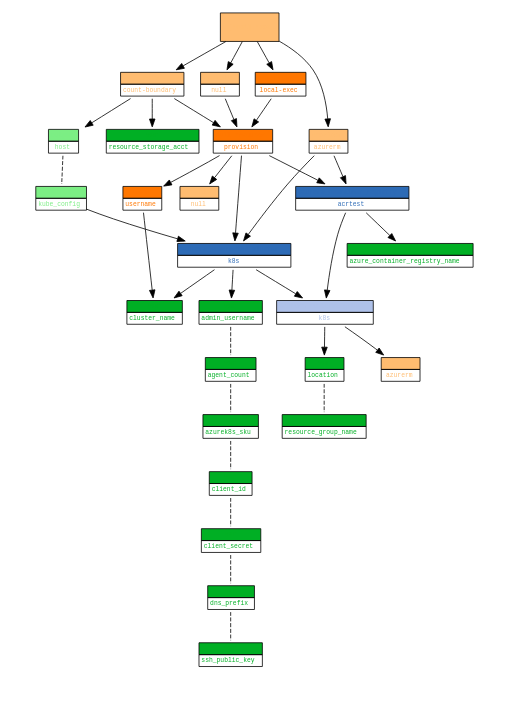 count-boundary
null
local-exec
host
resource_storage_acct
provision
azurerm
kube_config
username
null
acrtest
k8s
azure_container_registry_name
cluster_name
admin_username
k8s
agent_count
location
azurerm
azurek8s_sku
resource_group_name
client_id
client_secret
dns_prefix
ssh_public_key